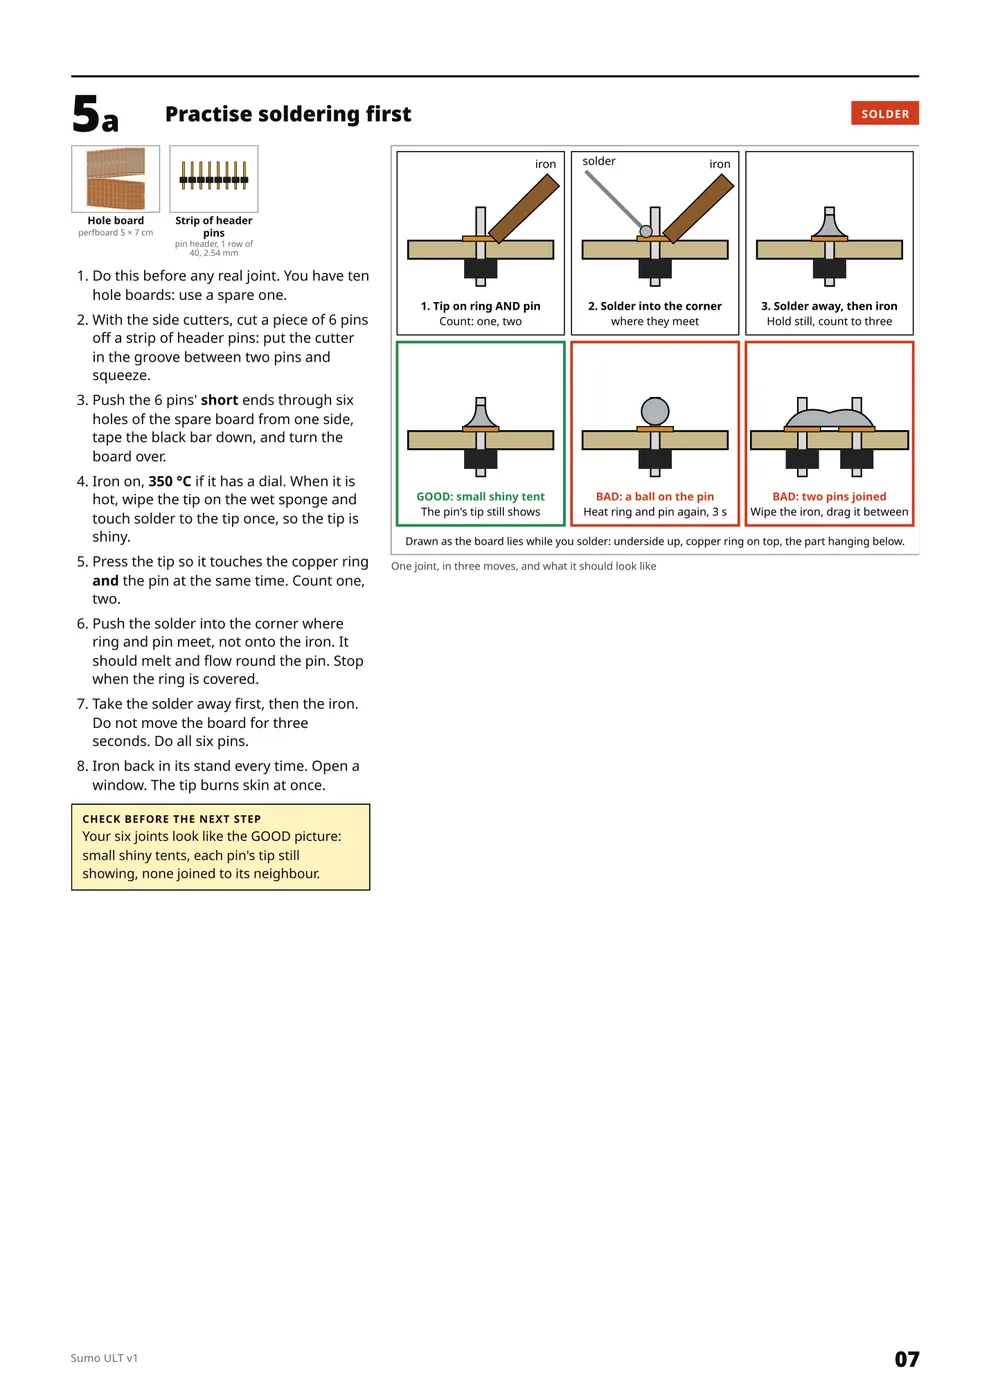 5a
Practise soldering first
SOLDER
Hole board
perfboard 5 × 7 cm
Strip of header
pins
pin header, 1 row of
40, 2.54 mm
1. Do this before any real joint. You have ten
hole boards: use a spare one.
2. With the side cutters, cut a piece of 6 pins
off a strip of header pins: put the cutter
in the groove between two pins and
squeeze.
3. Push the 6 pins' short ends through six
holes of the spare board from one side,
tape the black bar down, and turn the
board over.
4. Iron on, 350 °C if it has a dial. When it is
hot, wipe the tip on the wet sponge and
touch solder to the tip once, so the tip is
shiny.
5. Press the tip so it touches the copper ring
and the pin at the same time. Count one,
two.
6. Push the solder into the corner where
ring and pin meet, not onto the iron. It
should melt and flow round the pin. Stop
when the ring is covered.
7. Take the solder away first, then the iron.
Do not move the board for three
seconds. Do all six pins.
8. Iron back in its stand every time. Open a
window. The tip burns skin at once.
CHECK BEFORE THE NEXT STEP
Your six joints look like the GOOD picture:
small shiny tents, each pin's tip still
showing, none joined to its neighbour.
iron
1. Tip on ring AND pin
Count: one, two
solder
iron
2. Solder into the corner
where they meet
3. Solder away, then iron
Hold still, count to three
GOOD: small shiny tent
The pin's tip still shows
BAD: a ball on the pin
Heat ring and pin again, 3 s
BAD: two pins joined
Wipe the iron, drag it between
Drawn as the board lies while you solder: underside up, copper ring on top, the part hanging below.
One joint, in three moves, and what it should look like
Sumo ULT v1
07